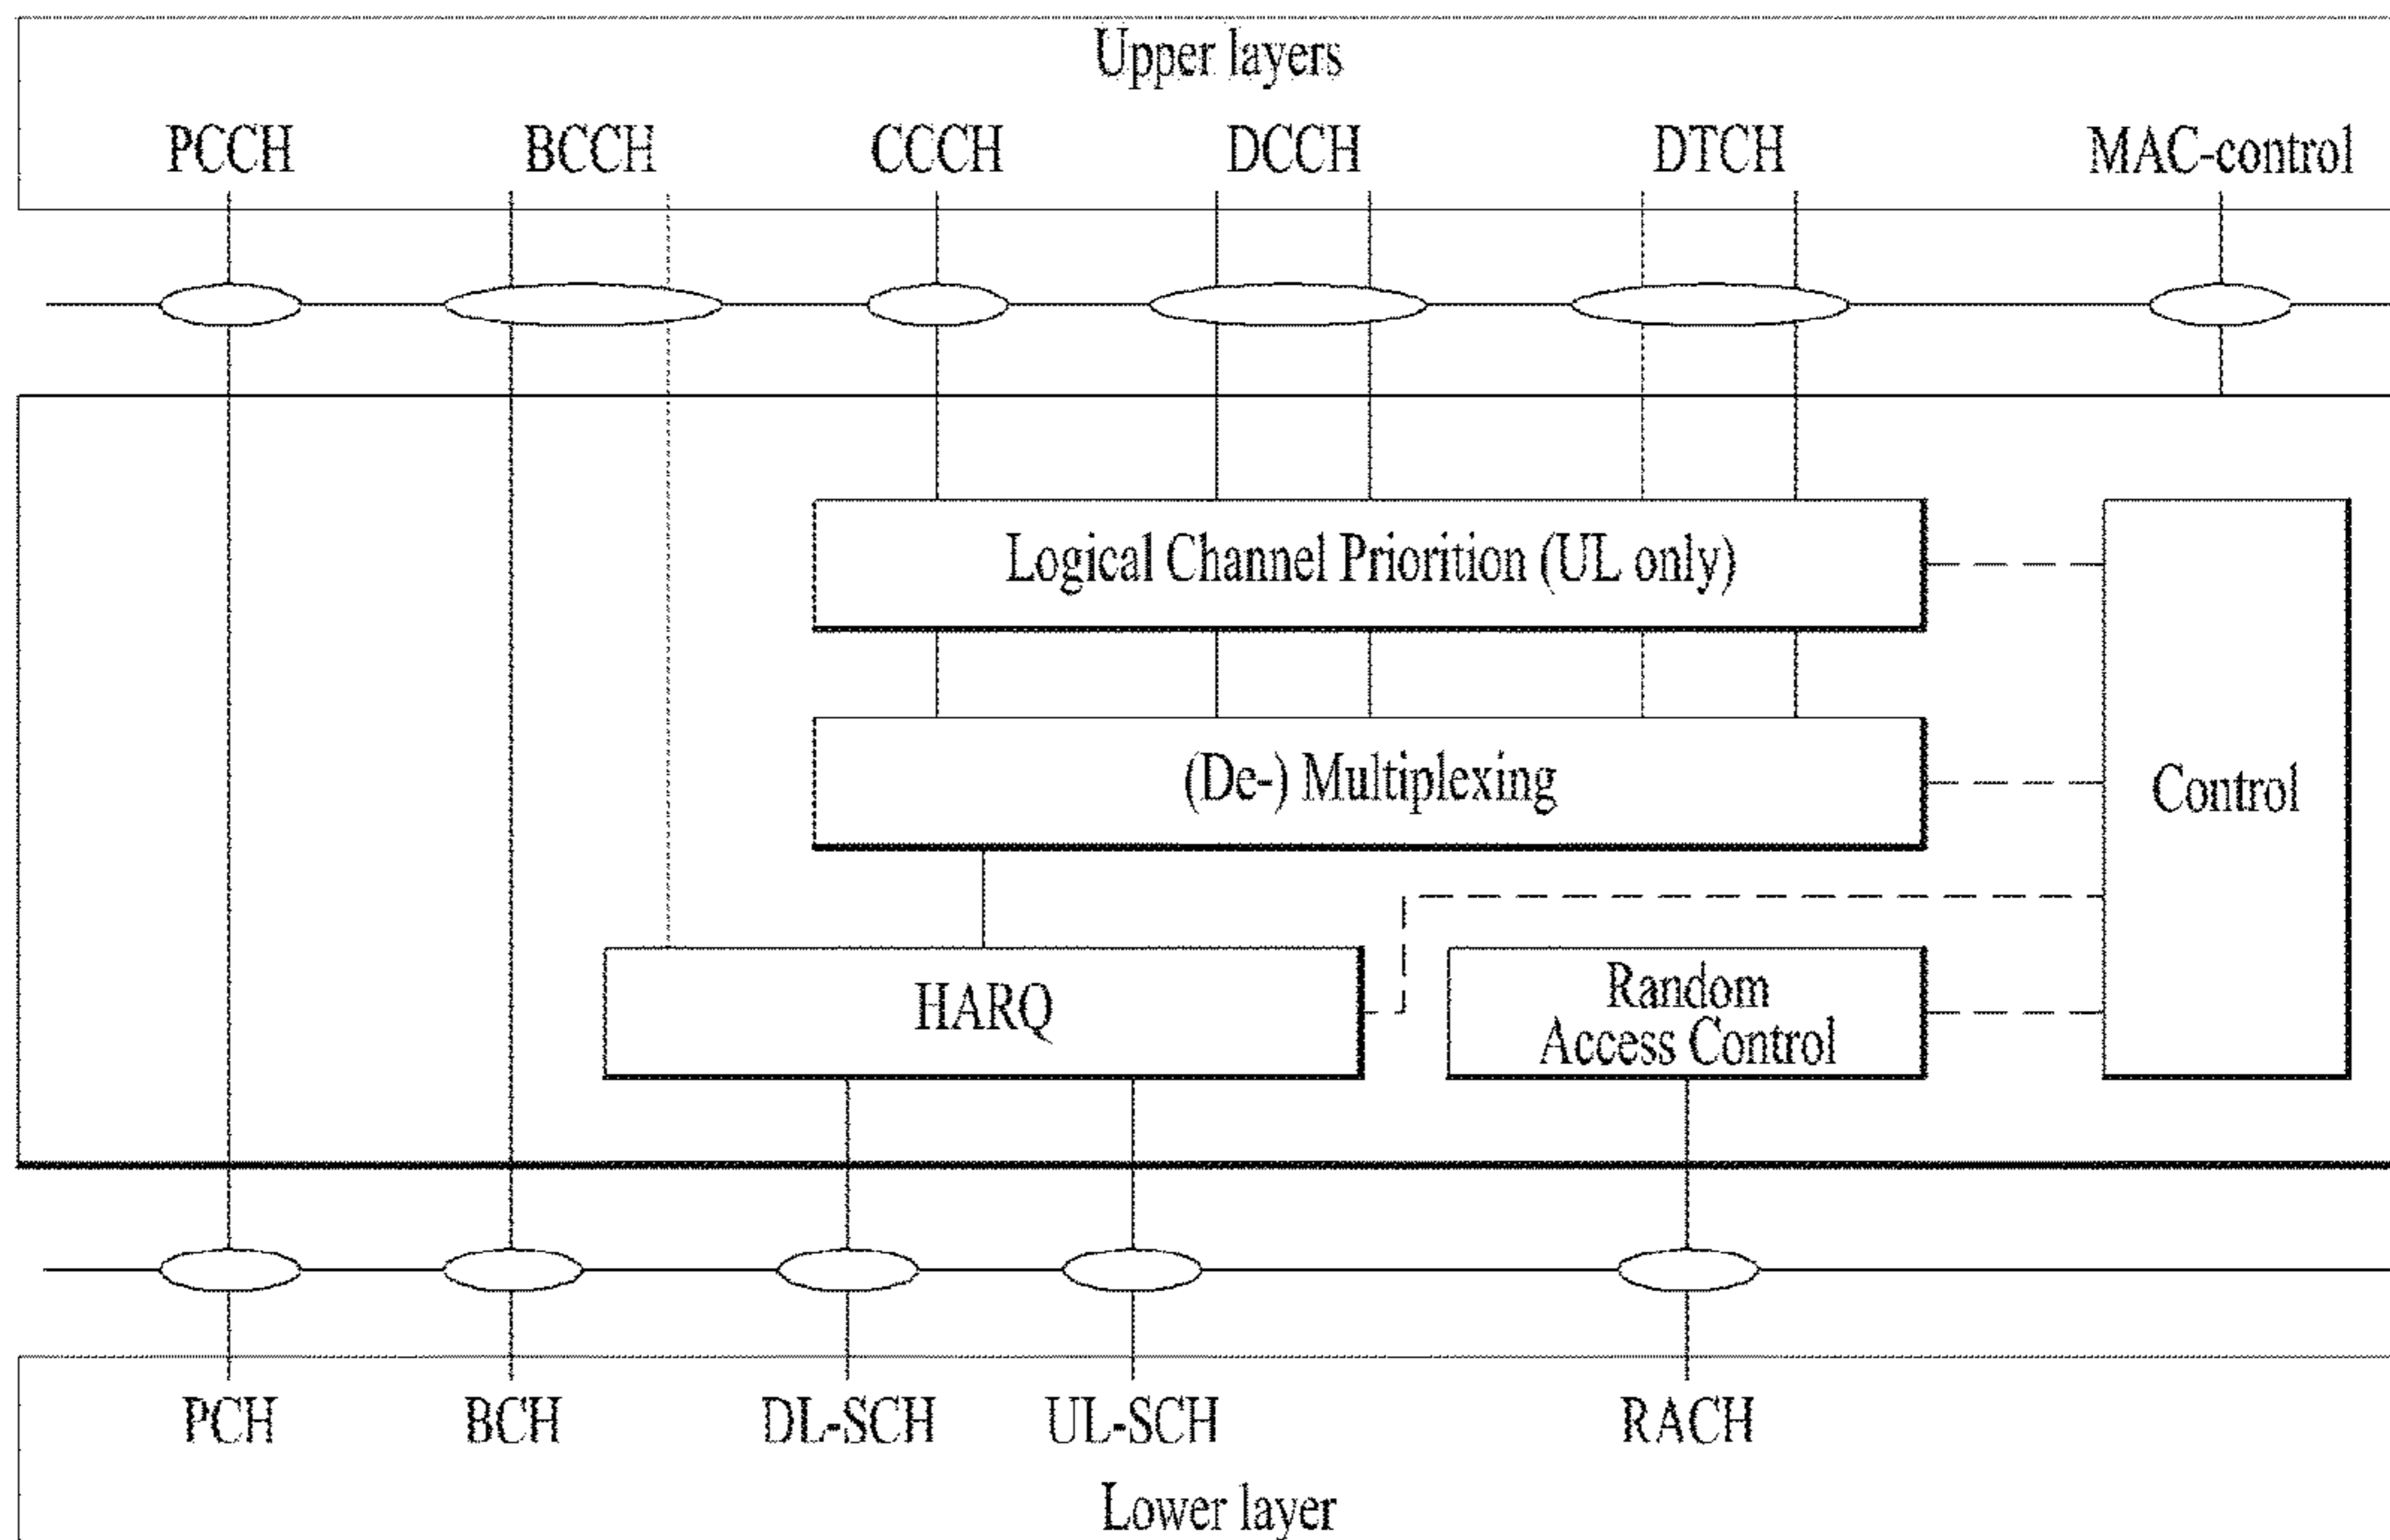 Upper layers
PCCH BCCH CCCH DCCH DTCH MAC-control
Logical Channel Priorition (UL only)
(De-) Multiplexing
Control
HARQ
Random
Access Control
PCH BCH DL-SCH UL-SCH RACH
Lower layer